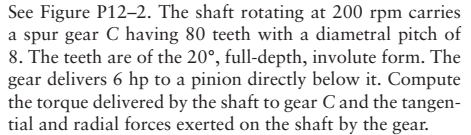 See Figure P12–2. The shaft rotating at 200 rpm carries
a spur gear C having 80 teeth with a diametral pitch of
8. The teeth are of the 20°, full-depth, involute form. The
gear delivers 6 hp to a pinion directly below it. Compute
the torque delivered by the shaft to gear C and the tangen-
tial and radial forces exerted on the shaft by the gear.